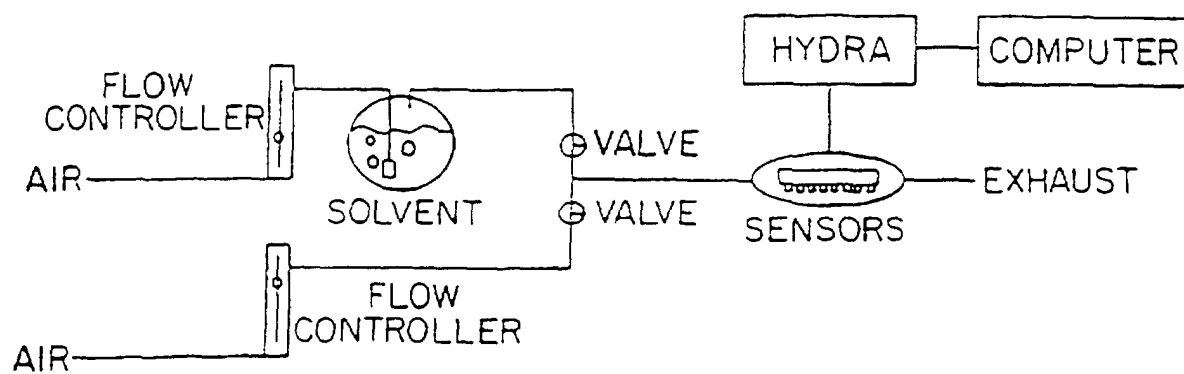 FLOW
CONTROLLER
AIR
SOLVENT
VALVE
VALVE
HYDRA
COMPUTER
EXHAUST
SENSORS
FLOW
CONTROLLER
AIR